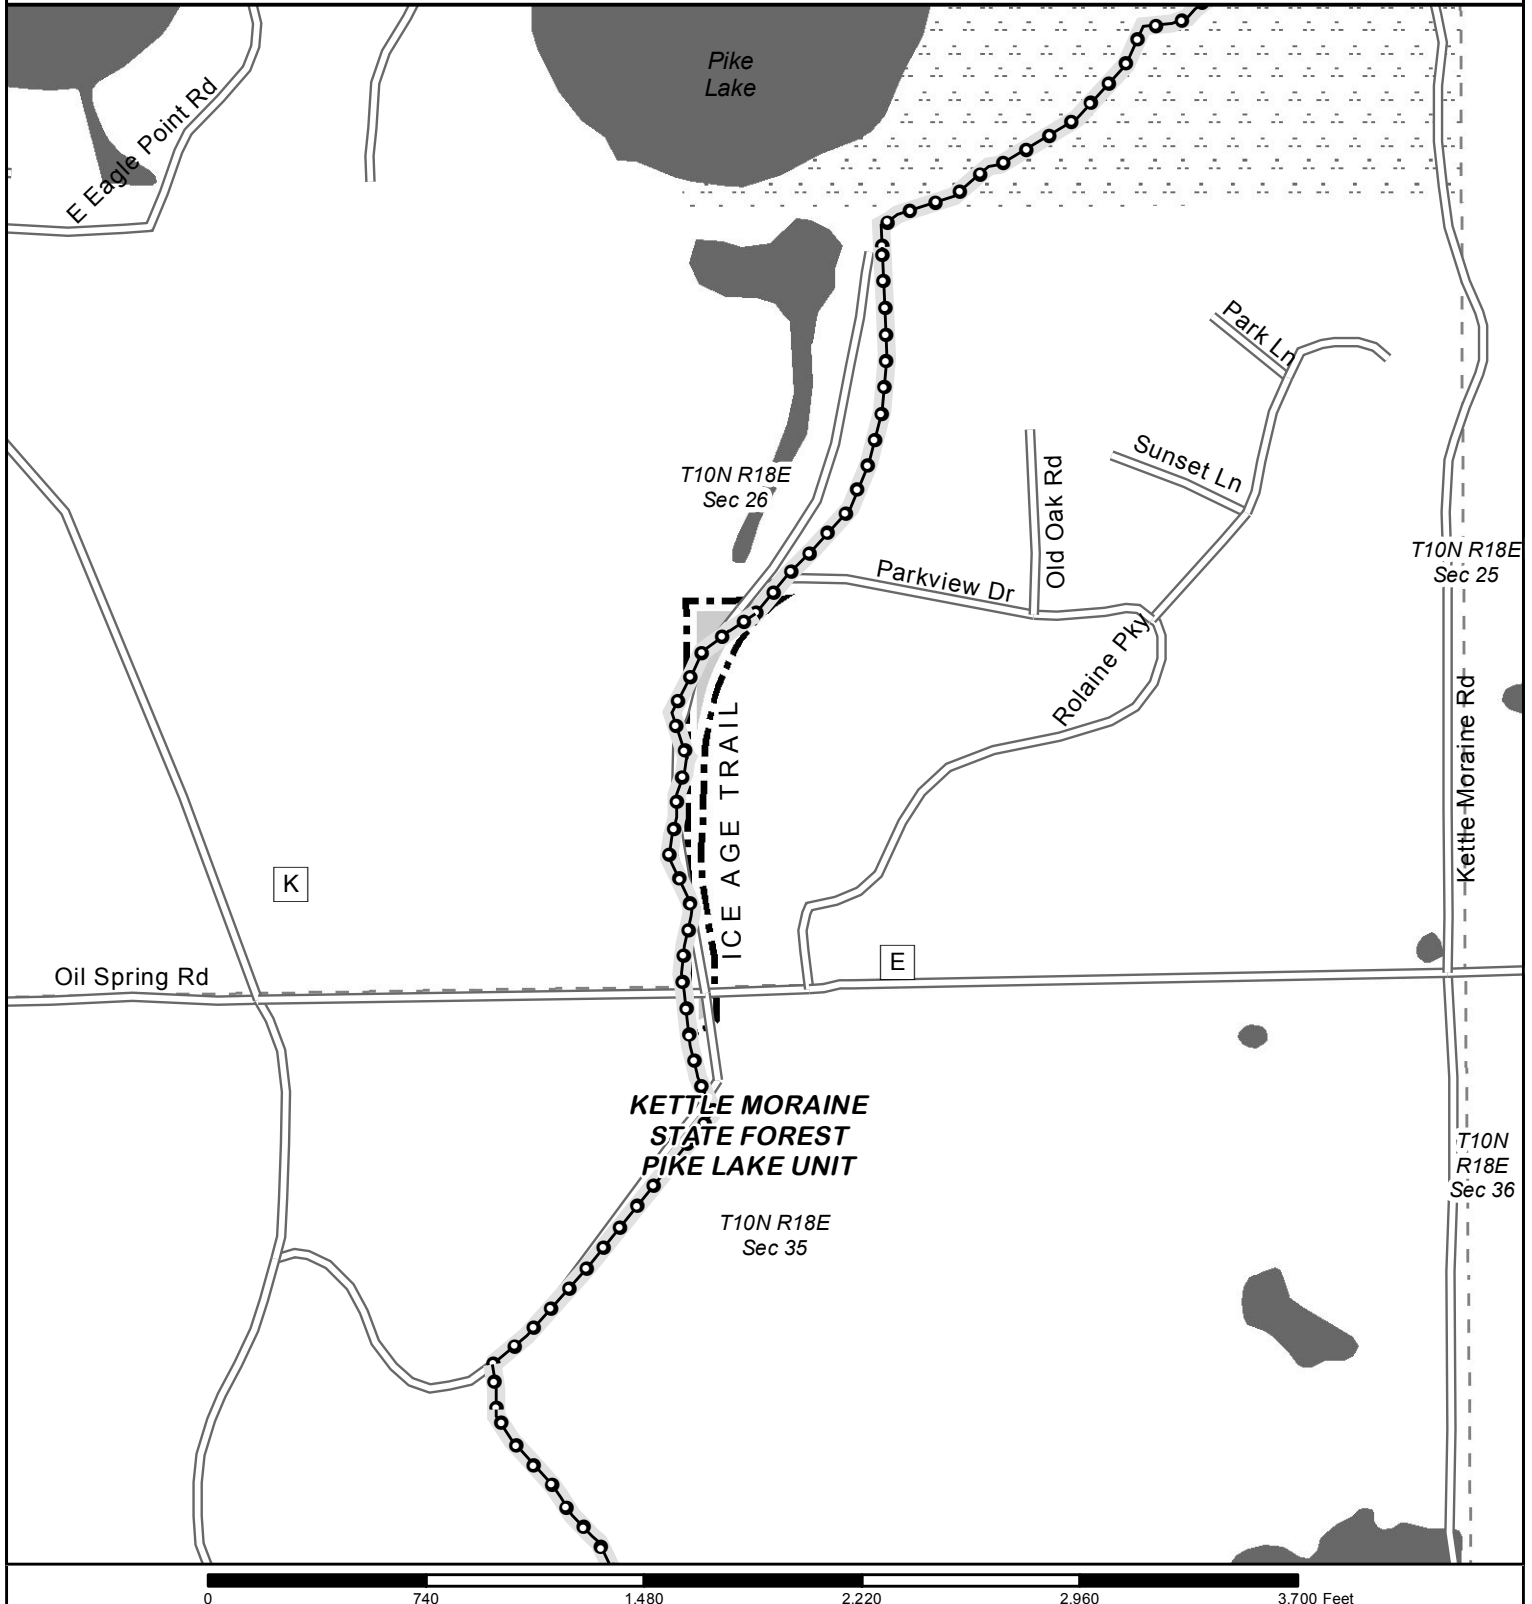 Pike
Lake
E Eagle Point Rd
Park Ln
Sunset Ln
T10N R18E
Sec 26
Old Oak Rd
T10N R18E
Sec 25
Parkview Dr
Rolaine Pky
Kettle Moraine Rd
ICE AGE TRAIL
K
E
Oil Spring Rd
KETTLE MORAINE
STATE FOREST
PIKE LAKE UNIT
T10N
R18E
Sec 36
T10N R18E
Sec 35
0 740 1,480 2,220 2,960 3,700 Feet